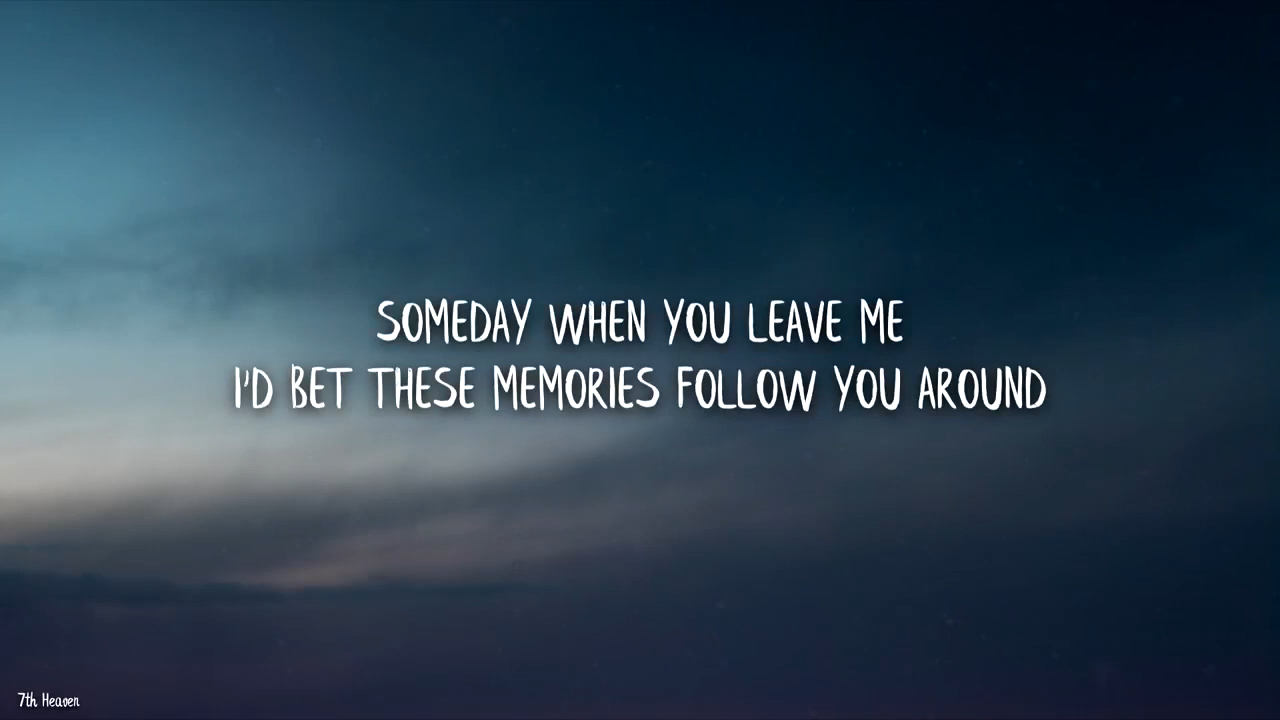 SOMEDAY WHEN YOU LEAVE ME
I'D BET THESE MEMORIES FOLLOW YOU AROUND
7th Heaven